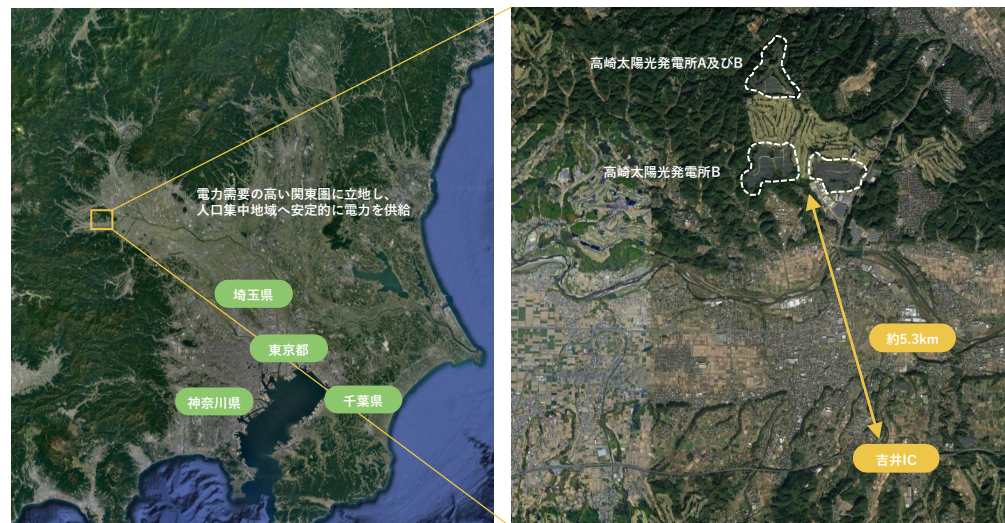 電力需要の高い関東圏に立地し、
人口集中地域へ安定的に電力を供給
埼玉県
東京都
神奈川県
千葉県
高崎太陽光発電所A及びB
高崎太陽光発電所B
約5.3km
吉井IC